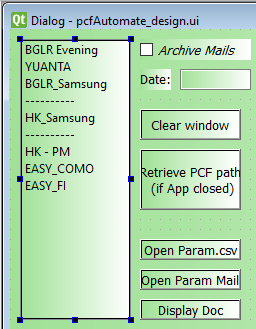 Qt Dialog - pcfAutomate_design.ui
BGLR Evening
YUANTA
BGLR_Samsung
----------
HK_Samsung
----------
HK - PM
EASY_COMO
EASY_FI
Archive Mails
Date:
Clear window
Retrieve PCF path
(if App closed)
Open Param.csv
Open Param Mail
Display Doc